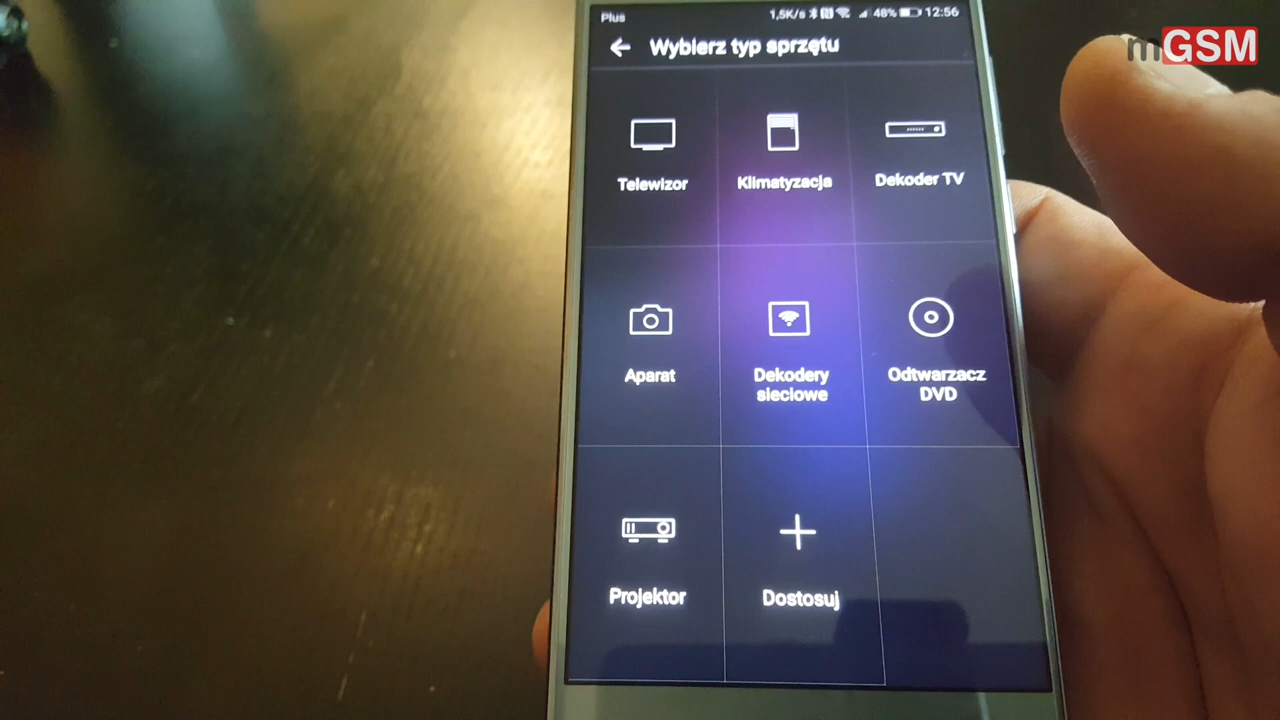 mGSM
Plus 1,5K/s 48% 12:56
Wybierz typ sprzętu
Telewizor Klimatyzacja Dekoder TV
Aparat Dekodery sieciowe Odtwarzacz DVD
Projektor Dostosuj